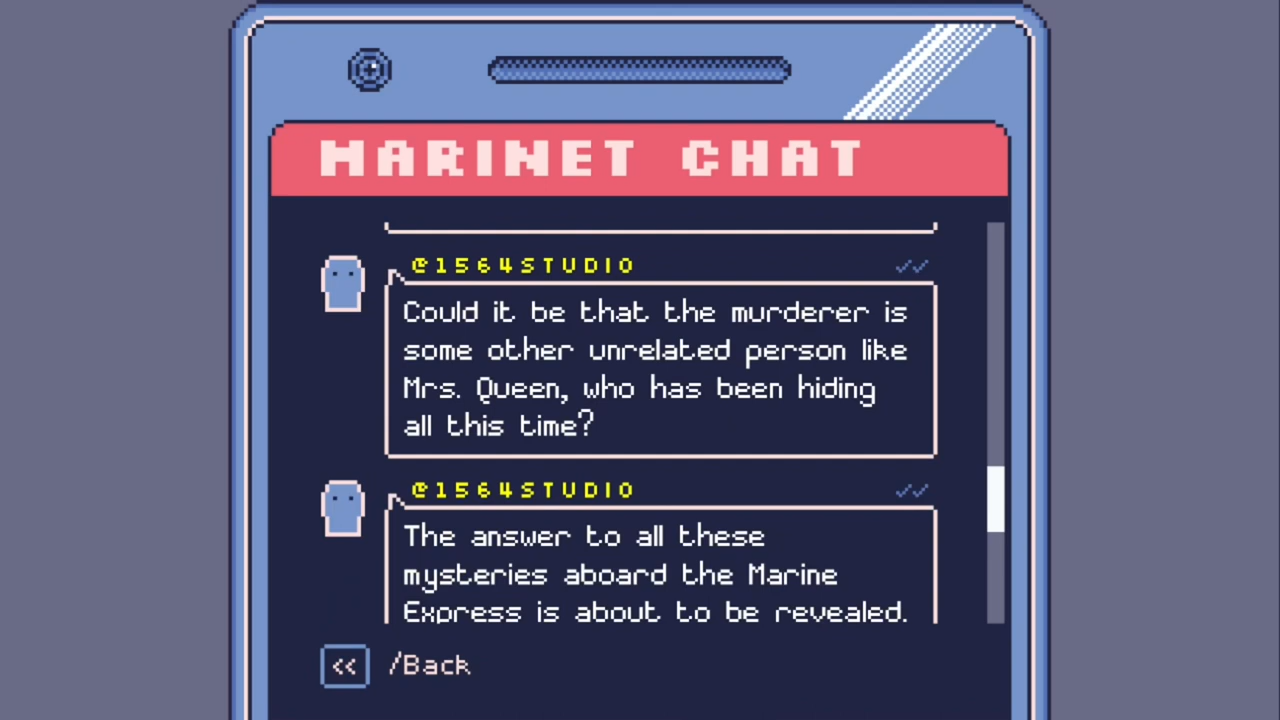 MARINET CHAT
@1564STUDIO
Could it be that the murderer is
some other unrelated person like
Mrs. Queen, who has been hiding
all this time?
@1564STUDIO
The answer to all these
mysteries aboard the Marine
Express is about to be revealed.
<< /Back